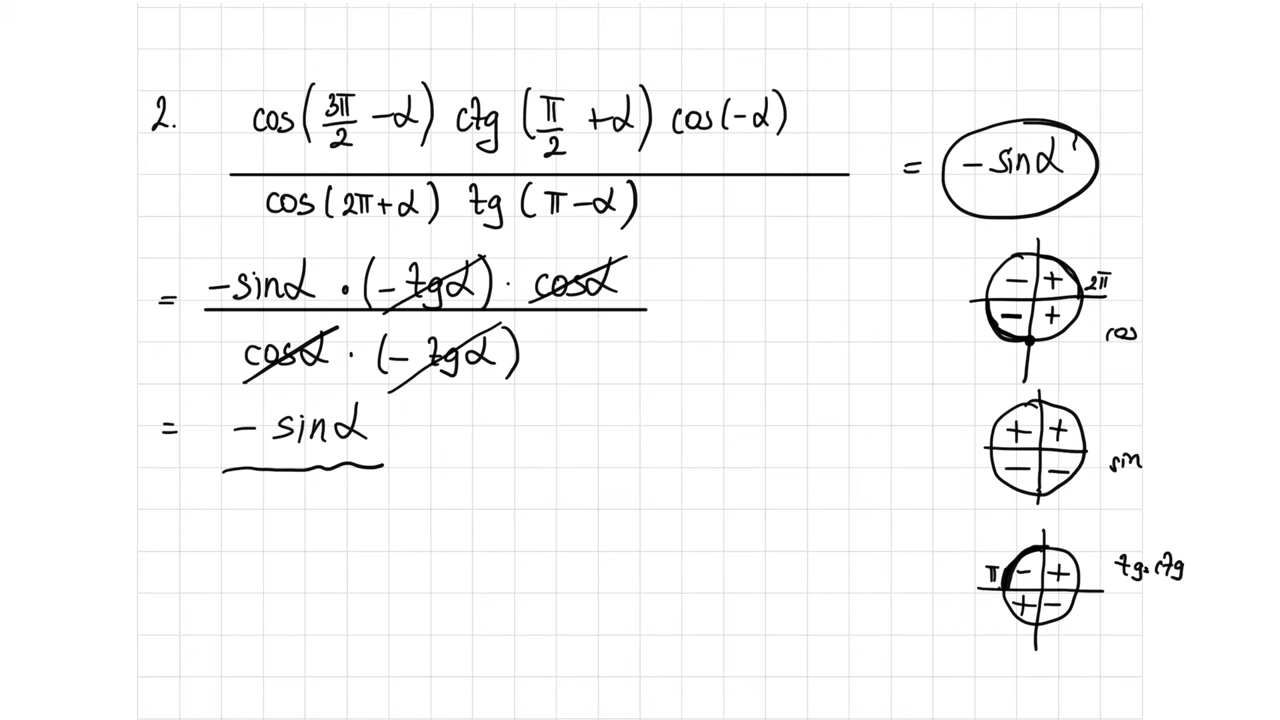 2. cos(3π/2 −α) ctg(π/2 +α) cos(−α)
cos(2π+α) tg(π−α)
= −sinα
= −sinα · (−tgα) · cosα
cosα · (−tgα)
= −sinα
− + 2π
− +
cos
+ +
− −
sin
π − + tg,ctg
+ −